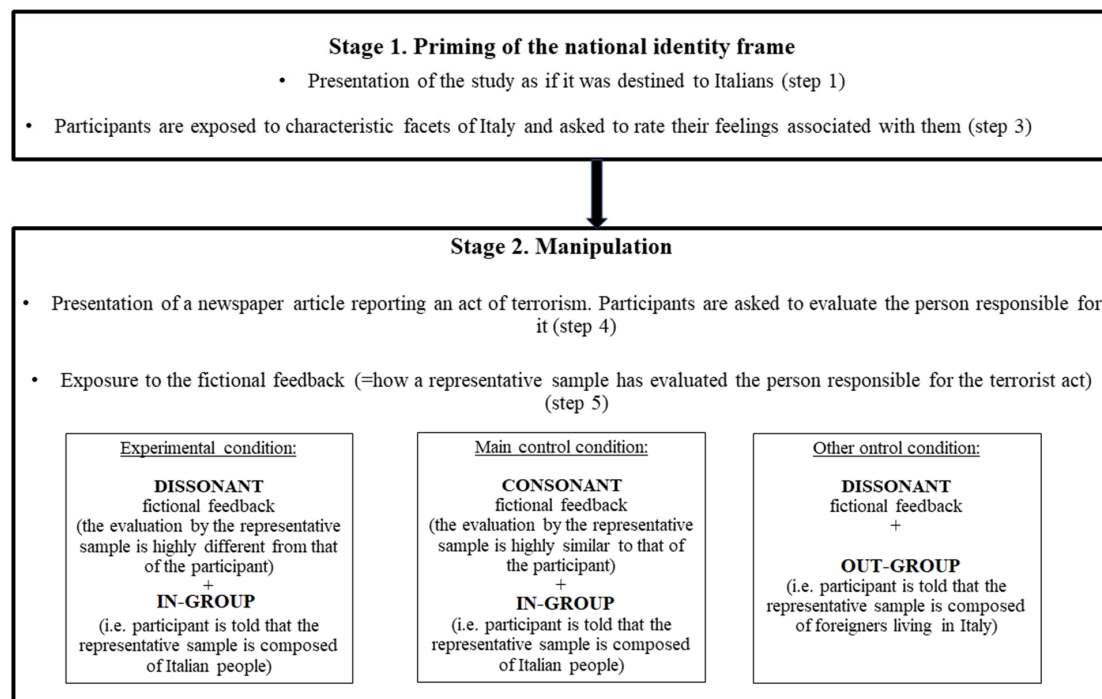 Stage 1. Priming of the national identity frame
• Presentation of the study as if it was destined to Italians (step 1)
• Participants are exposed to characteristic facets of Italy and asked to rate their feelings associated with them (step 3)
Stage 2. Manipulation
• Presentation of a newspaper article reporting an act of terrorism. Participants are asked to evaluate the person responsible for
it (step 4)
• Exposure to the fictional feedback (=how a representative sample has evaluated the person responsible for the terrorist act)
(step 5)
Experimental condition:
DISSONANT
fictional feedback
(the evaluation by the representative
sample is highly different from that
of the participant)
+
IN-GROUP
(i.e. participant is told that the
representative sample is composed
of Italian people)
Main control condition:
CONSONANT
fictional feedback
(the evaluation by the representative
sample is highly similar to that of
the participant)
+
IN-GROUP
(i.e. participant is told that the
representative sample is composed
of Italian people)
Other ontrol condition:
DISSONANT
fictional feedback
+
OUT-GROUP
(i.e. participant is told that the
representative sample is composed
of foreigners living in Italy)